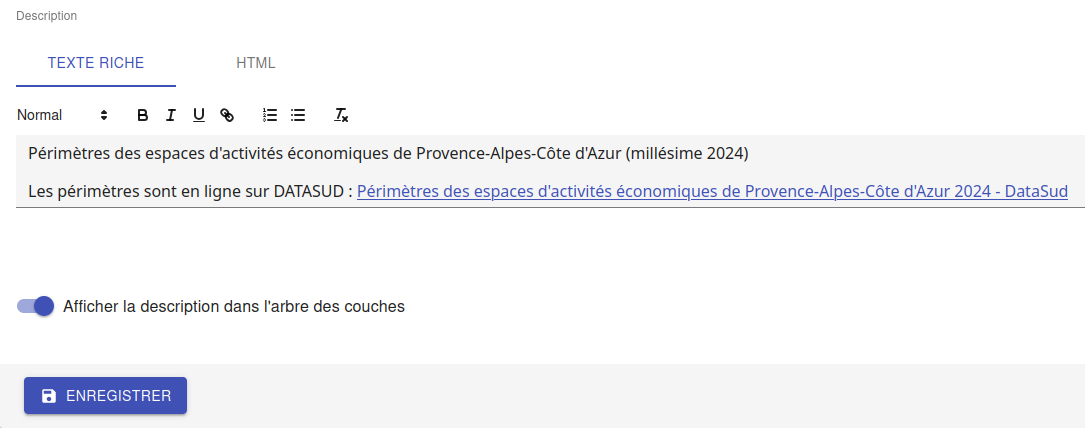 Description
TEXTE RICHE HTML
Normal B I U
Périmètres des espaces d'activités économiques de Provence-Alpes-Côte d'Azur (millésime 2024)
Les périmètres sont en ligne sur DATASUD : Périmètres des espaces d'activités économiques de Provence-Alpes-Côte d'Azur 2024 - DataSud
Afficher la description dans l'arbre des couches
ENREGISTRER